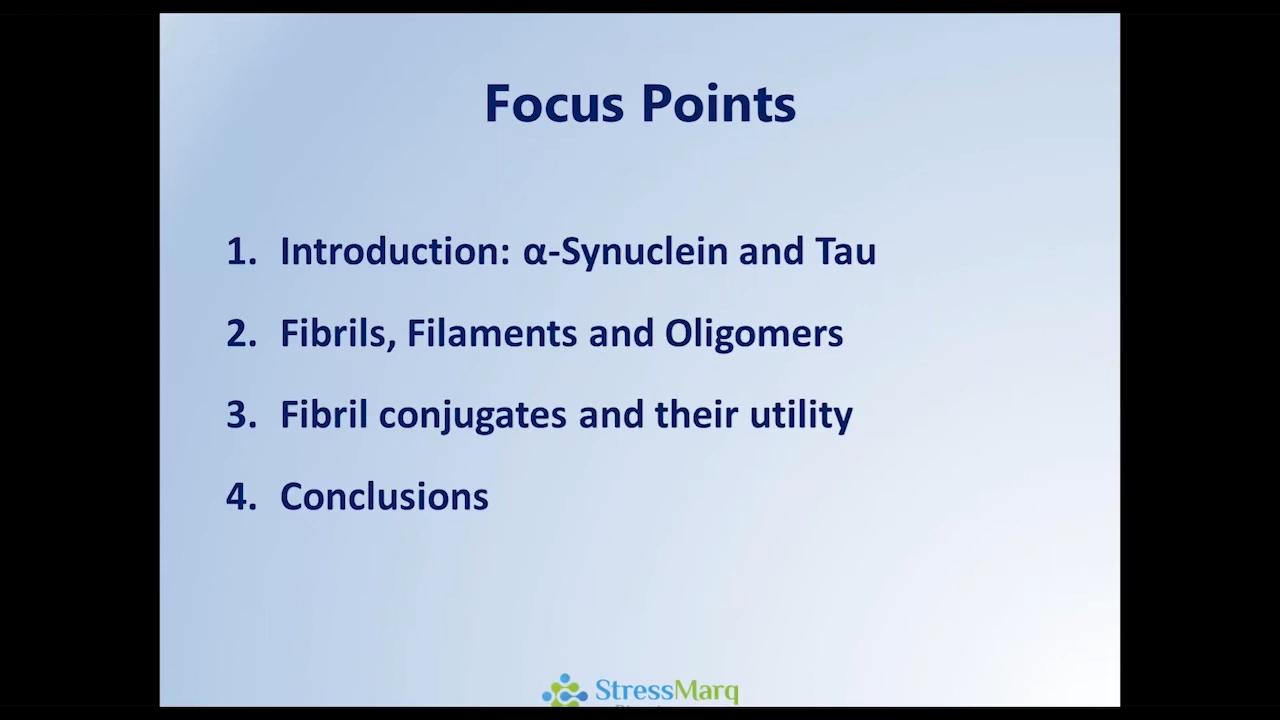 Focus Points
1. Introduction: α-Synuclein and Tau
2. Fibrils, Filaments and Oligomers
3. Fibril conjugates and their utility
4. Conclusions
StressMarq